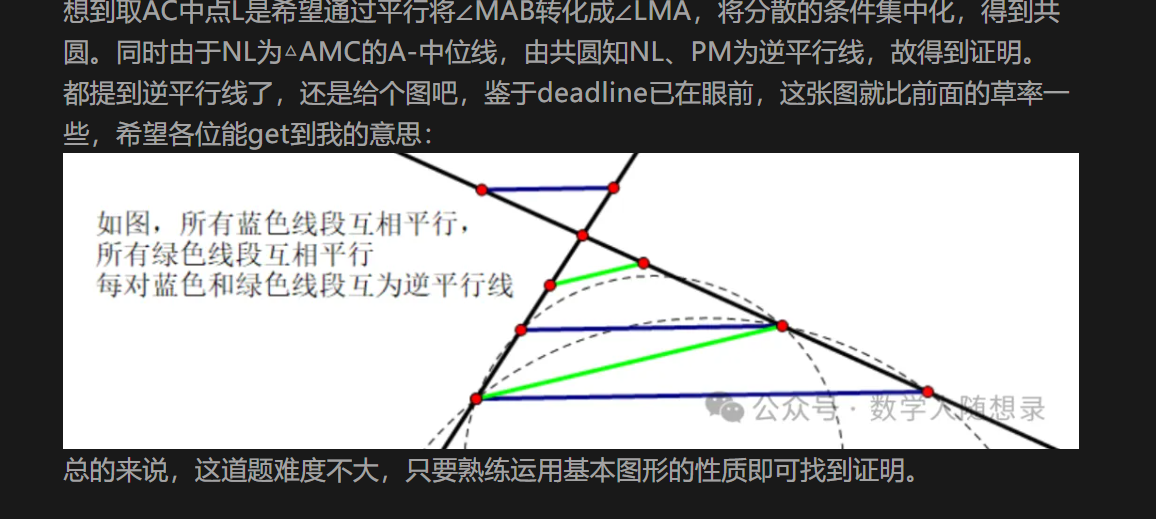 想到取AC中点L是希望通过平行将∠MAB转化成∠LMA，将分散的条件集中化，得到共
圆。同时由于NL为△AMC的A-中位线，由共圆知NL、PM为逆平行线，故得到证明。
都提到逆平行线了，还是给个图吧，鉴于deadline已在眼前，这张图就比前面的草率一
些，希望各位能get到我的意思：
如图，所有蓝色线段互相平行，
所有绿色线段互相平行
每对蓝色和绿色线段互为逆平行线
公众号 · 数学人随想录
总的来说，这道题难度不大，只要熟练运用基本图形的性质即可找到证明。